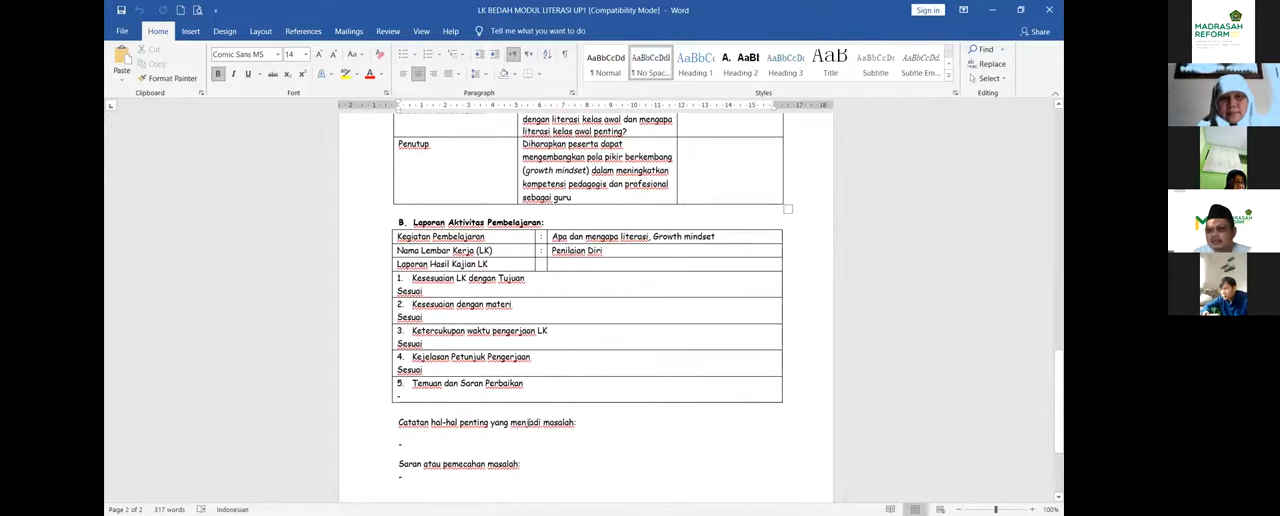 LK BEDAH MODUL LITERASI UP1 [Compatibility Mode] - Word
Sign in
File Home Insert Design Layout References Mailings Review View Help Tell me what you want to do Share
Cut
Copy
Paste
Format Painter
Comic Sans MS 14
AaBbCcDd AaBbCcDdI AaBbCc A. AaBl AaBbCcDd AaB AaBbCcDd AaBbCcDd.
¶ Normal ¶ No Spac... Heading 1 Heading 2 Heading 3 Title Subtitle Subtle Em...
Find
Replace
Select
Clipboard Font Paragraph Styles Editing
dengan literasi kelas awal dan mengapa
literasi kelas awal penting?
Penutup
Diharapkan peserta dapat
mengembangkan pola pikir berkembang
(growth mindset) dalam meningkatkan
kompetensi pedagogis dan profesional
sebagai guru
B. Laporan Aktivitas Pembelajaran:
Kegiatan Pembelajaran : Apa dan mengapa literasi, Growth mindset
Nama Lembar Kerja (LK) : Penilaian Diri
Laporan Hasil Kajian LK
1. Kesesuaian LK dengan Tujuan
Sesuai
2. Kesesuaian dengan materi
Sesuai
3. Ketercukupan waktu pengerjaan LK
Sesuai
4. Kejelasan Petunjuk Pengerjaan
Sesuai
5. Temuan dan Saran Perbaikan
-
Catatan hal-hal penting yang menjadi masalah:
-
Saran atau pemecahan masalah:
-
Page 2 of 2 317 words Indonesian 100%
MADRASAH
REFORM